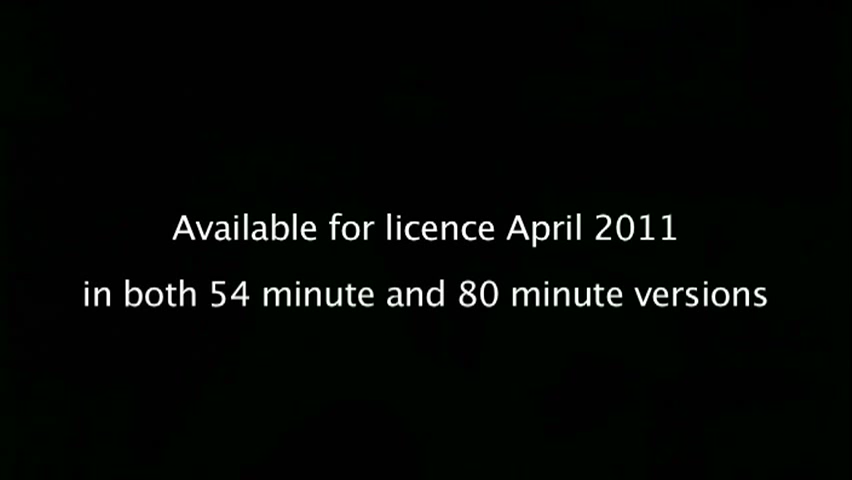 Available for licence April 2011
in both 54 minute and 80 minute versions